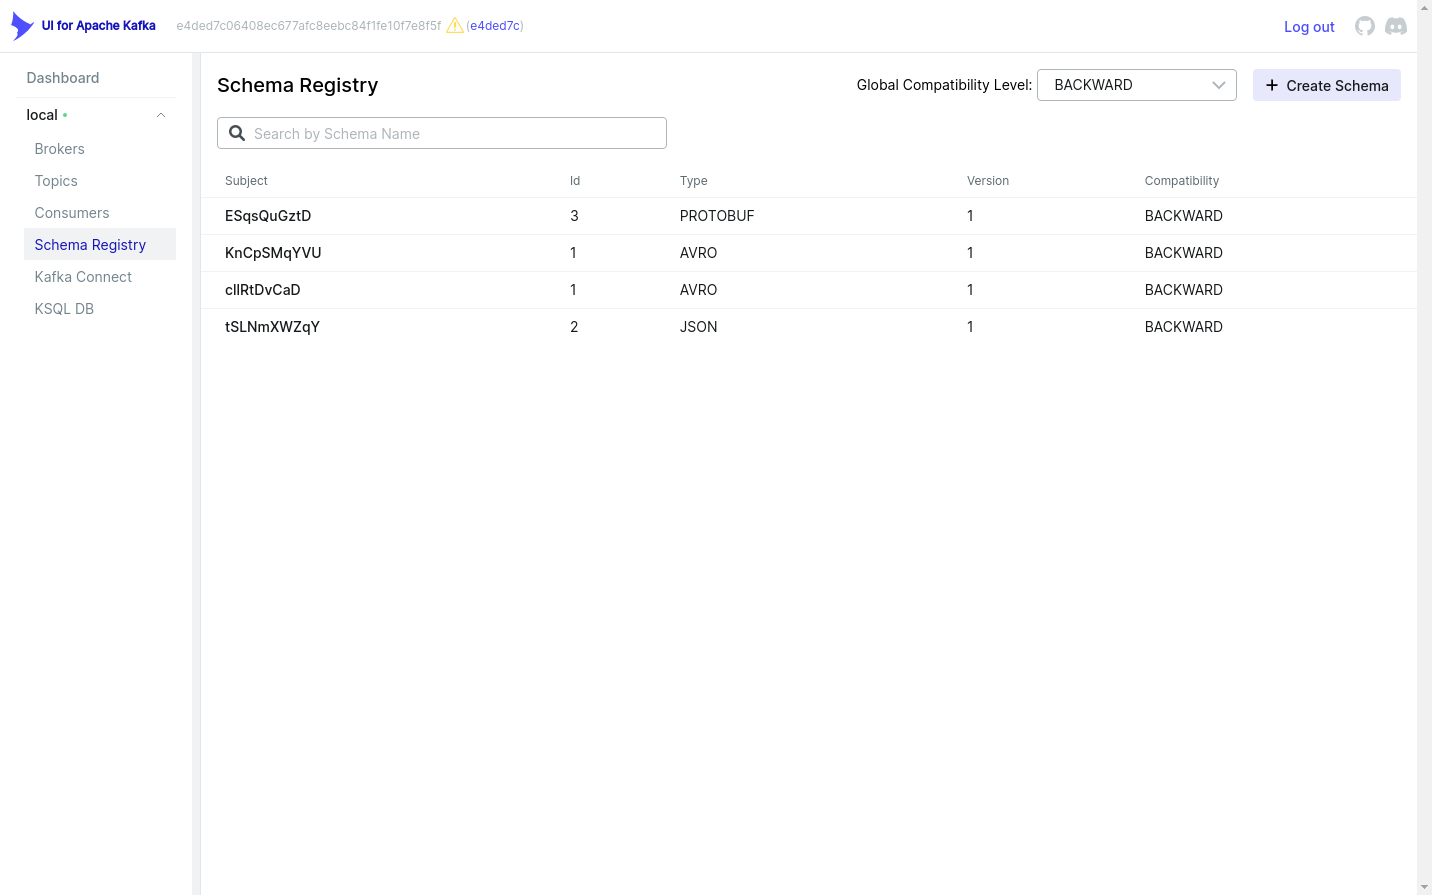 UI for Apache Kafka e4ded7c06408ec677afc8eebc84f1fe10f7e8f5f (e4ded7c) Log out
Dashboard
local
Brokers
Topics
Consumers
Schema Registry
Kafka Connect
KSQL DB
Schema Registry Global Compatibility Level: BACKWARD Create Schema
Search by Schema Name
Subject Id Type Version Compatibility
ESqsQuGztD 3 PROTOBUF 1 BACKWARD
KnCpSMqYVU 1 AVRO 1 BACKWARD
clIRtDvCaD 1 AVRO 1 BACKWARD
tSLNmXWZqY 2 JSON 1 BACKWARD